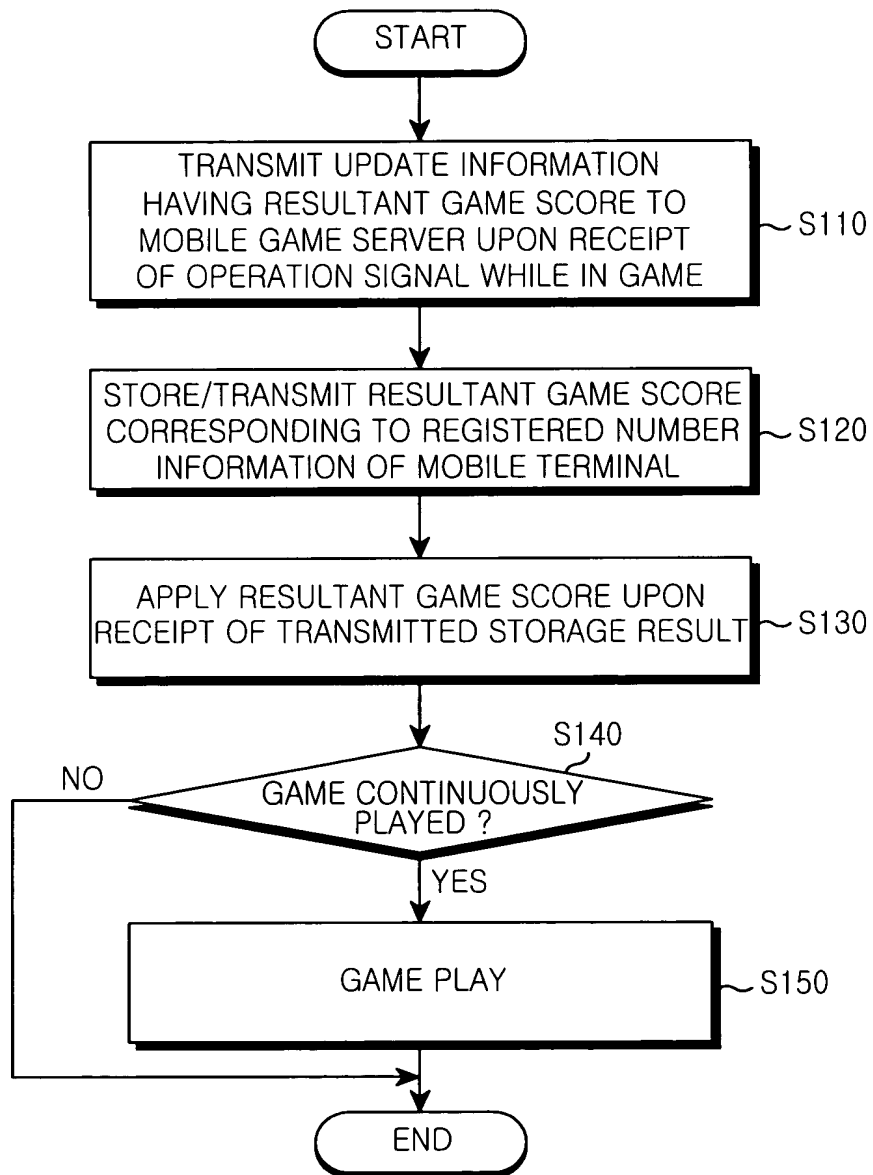 START
TRANSMIT UPDATE INFORMATION
HAVING RESULTANT GAME SCORE TO
MOBILE GAME SERVER UPON RECEIPT
OF OPERATION SIGNAL WHILE IN GAME
S110
STORE/TRANSMIT RESULTANT GAME SCORE
CORRESPONDING TO REGISTERED NUMBER
INFORMATION OF MOBILE TERMINAL
S120
APPLY RESULTANT GAME SCORE UPON
RECEIPT OF TRANSMITTED STORAGE RESULT
S130
S140
NO
GAME CONTINUOUSLY
PLAYED ?
YES
GAME PLAY
S150
END